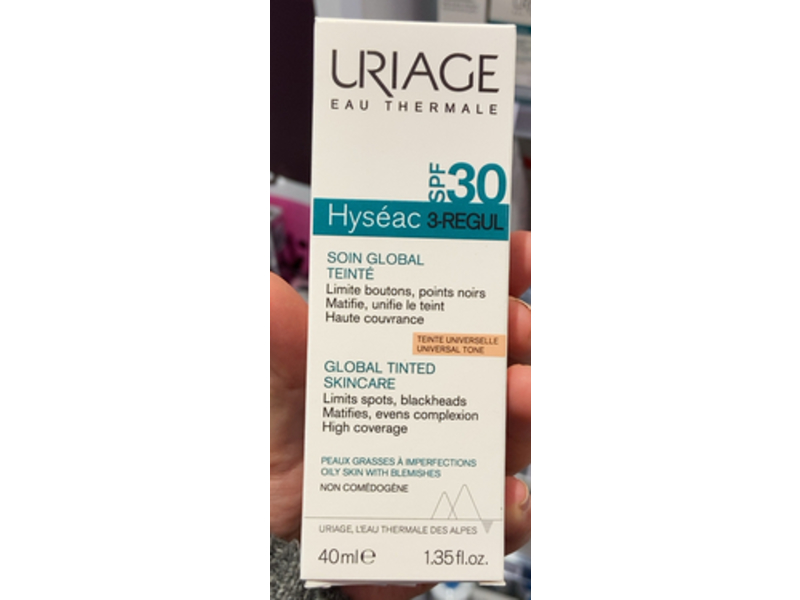 URIAGE
EAU THERMALE
SPF 30
Hyséac 3-REGUL
SOIN GLOBAL
TEINTÉ
Limite boutons, points noirs
Matifie, unifie le teint
Haute couvrance
TEINTE UNIVERSELLE
UNIVERSAL TONE
GLOBAL TINTED
SKINCARE
Limits spots, blackheads
Matifies, evens complexion
High coverage
PEAUX GRASSES À IMPERFECTIONS
OILY SKIN WITH BLEMISHES
NON COMÉDOGÈNE
URIAGE, L'EAU THERMALE DES ALPES
40ml℮ 1.35fl.oz.